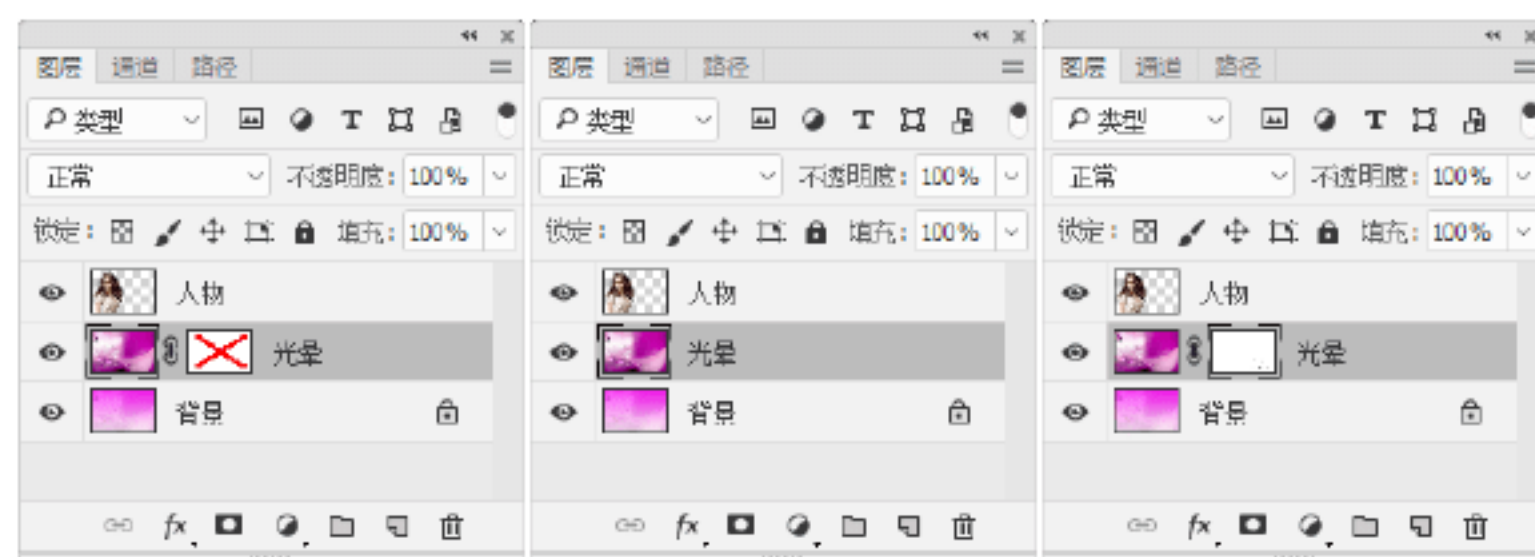 图层 通道 路径
类型 T
正常 不透明度: 100%
锁定: 填充: 100%
人物
光晕
背景
fx
图层 通道 路径
类型 T
正常 不透明度: 100%
锁定: 填充: 100%
人物
光晕
背景
fx
图层 通道 路径
类型 T
正常 不透明度: 100%
锁定: 填充: 100%
人物
光晕
背景
fx